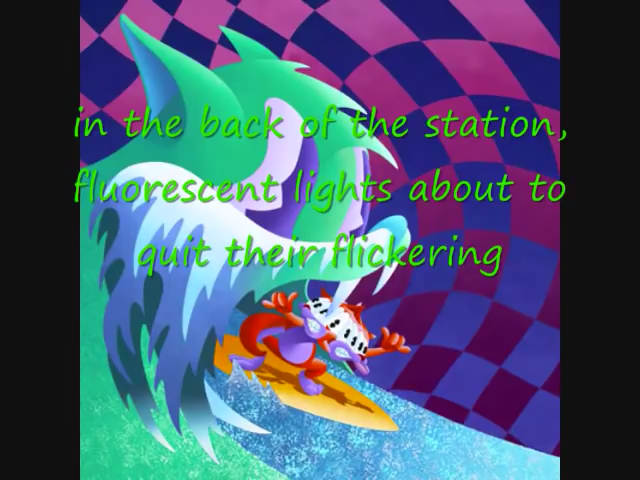 in the back of the station,
fluorescent lights about to
quit their flickering